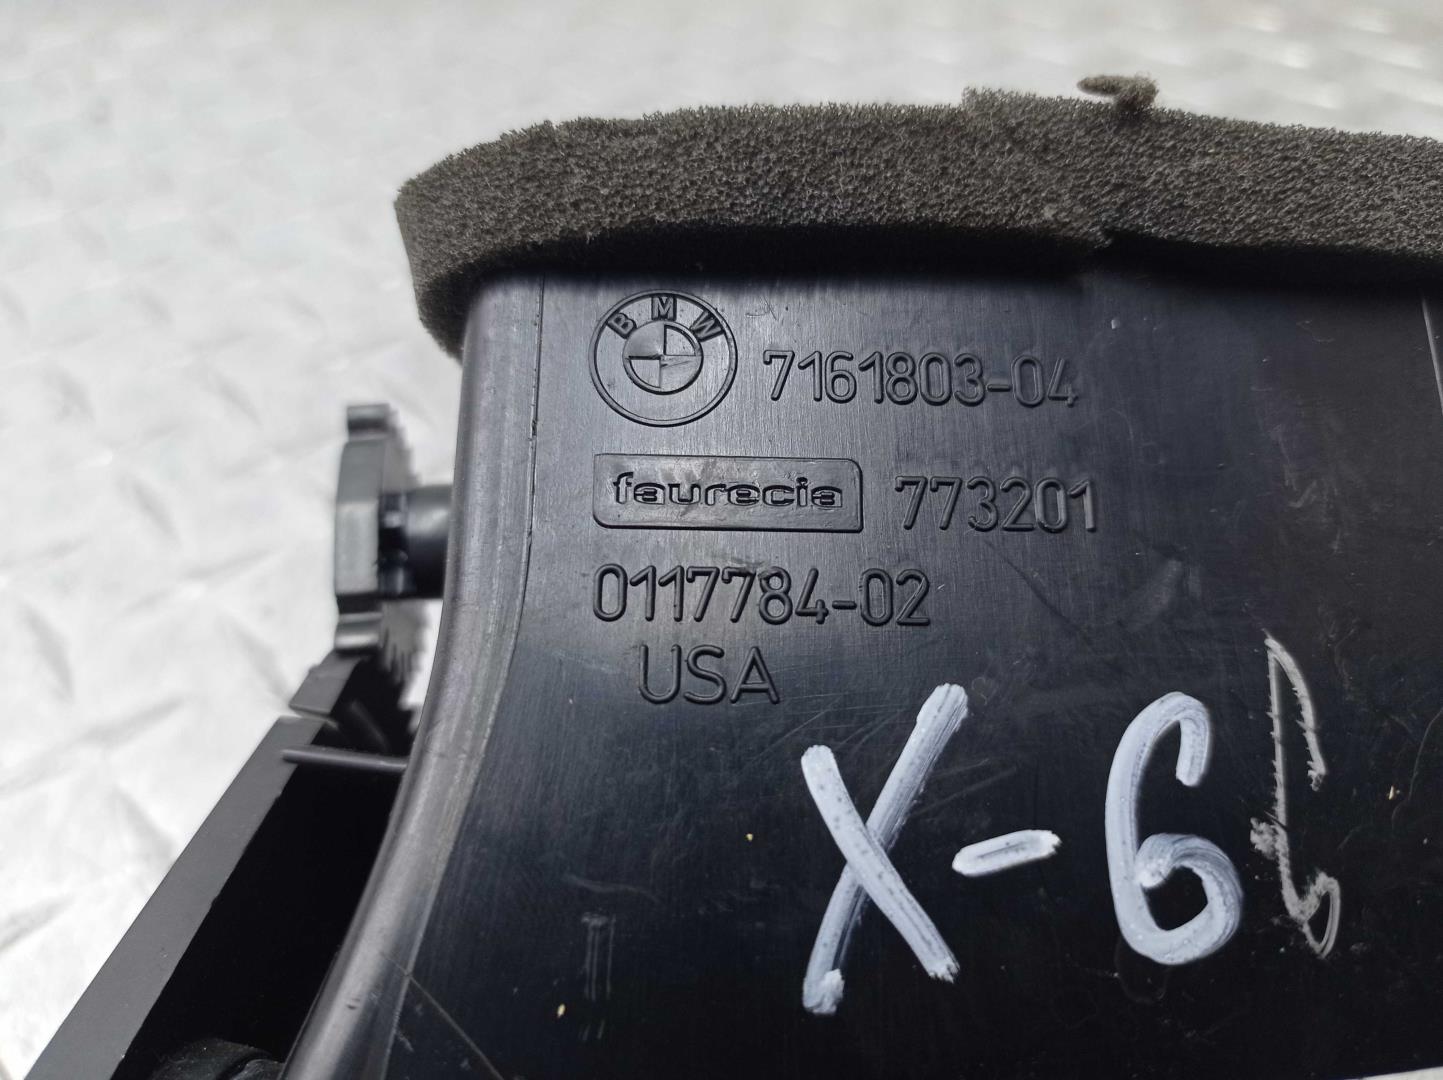 BMW 7161803-04
faurecia 773201
0117784-02
USA
X-6